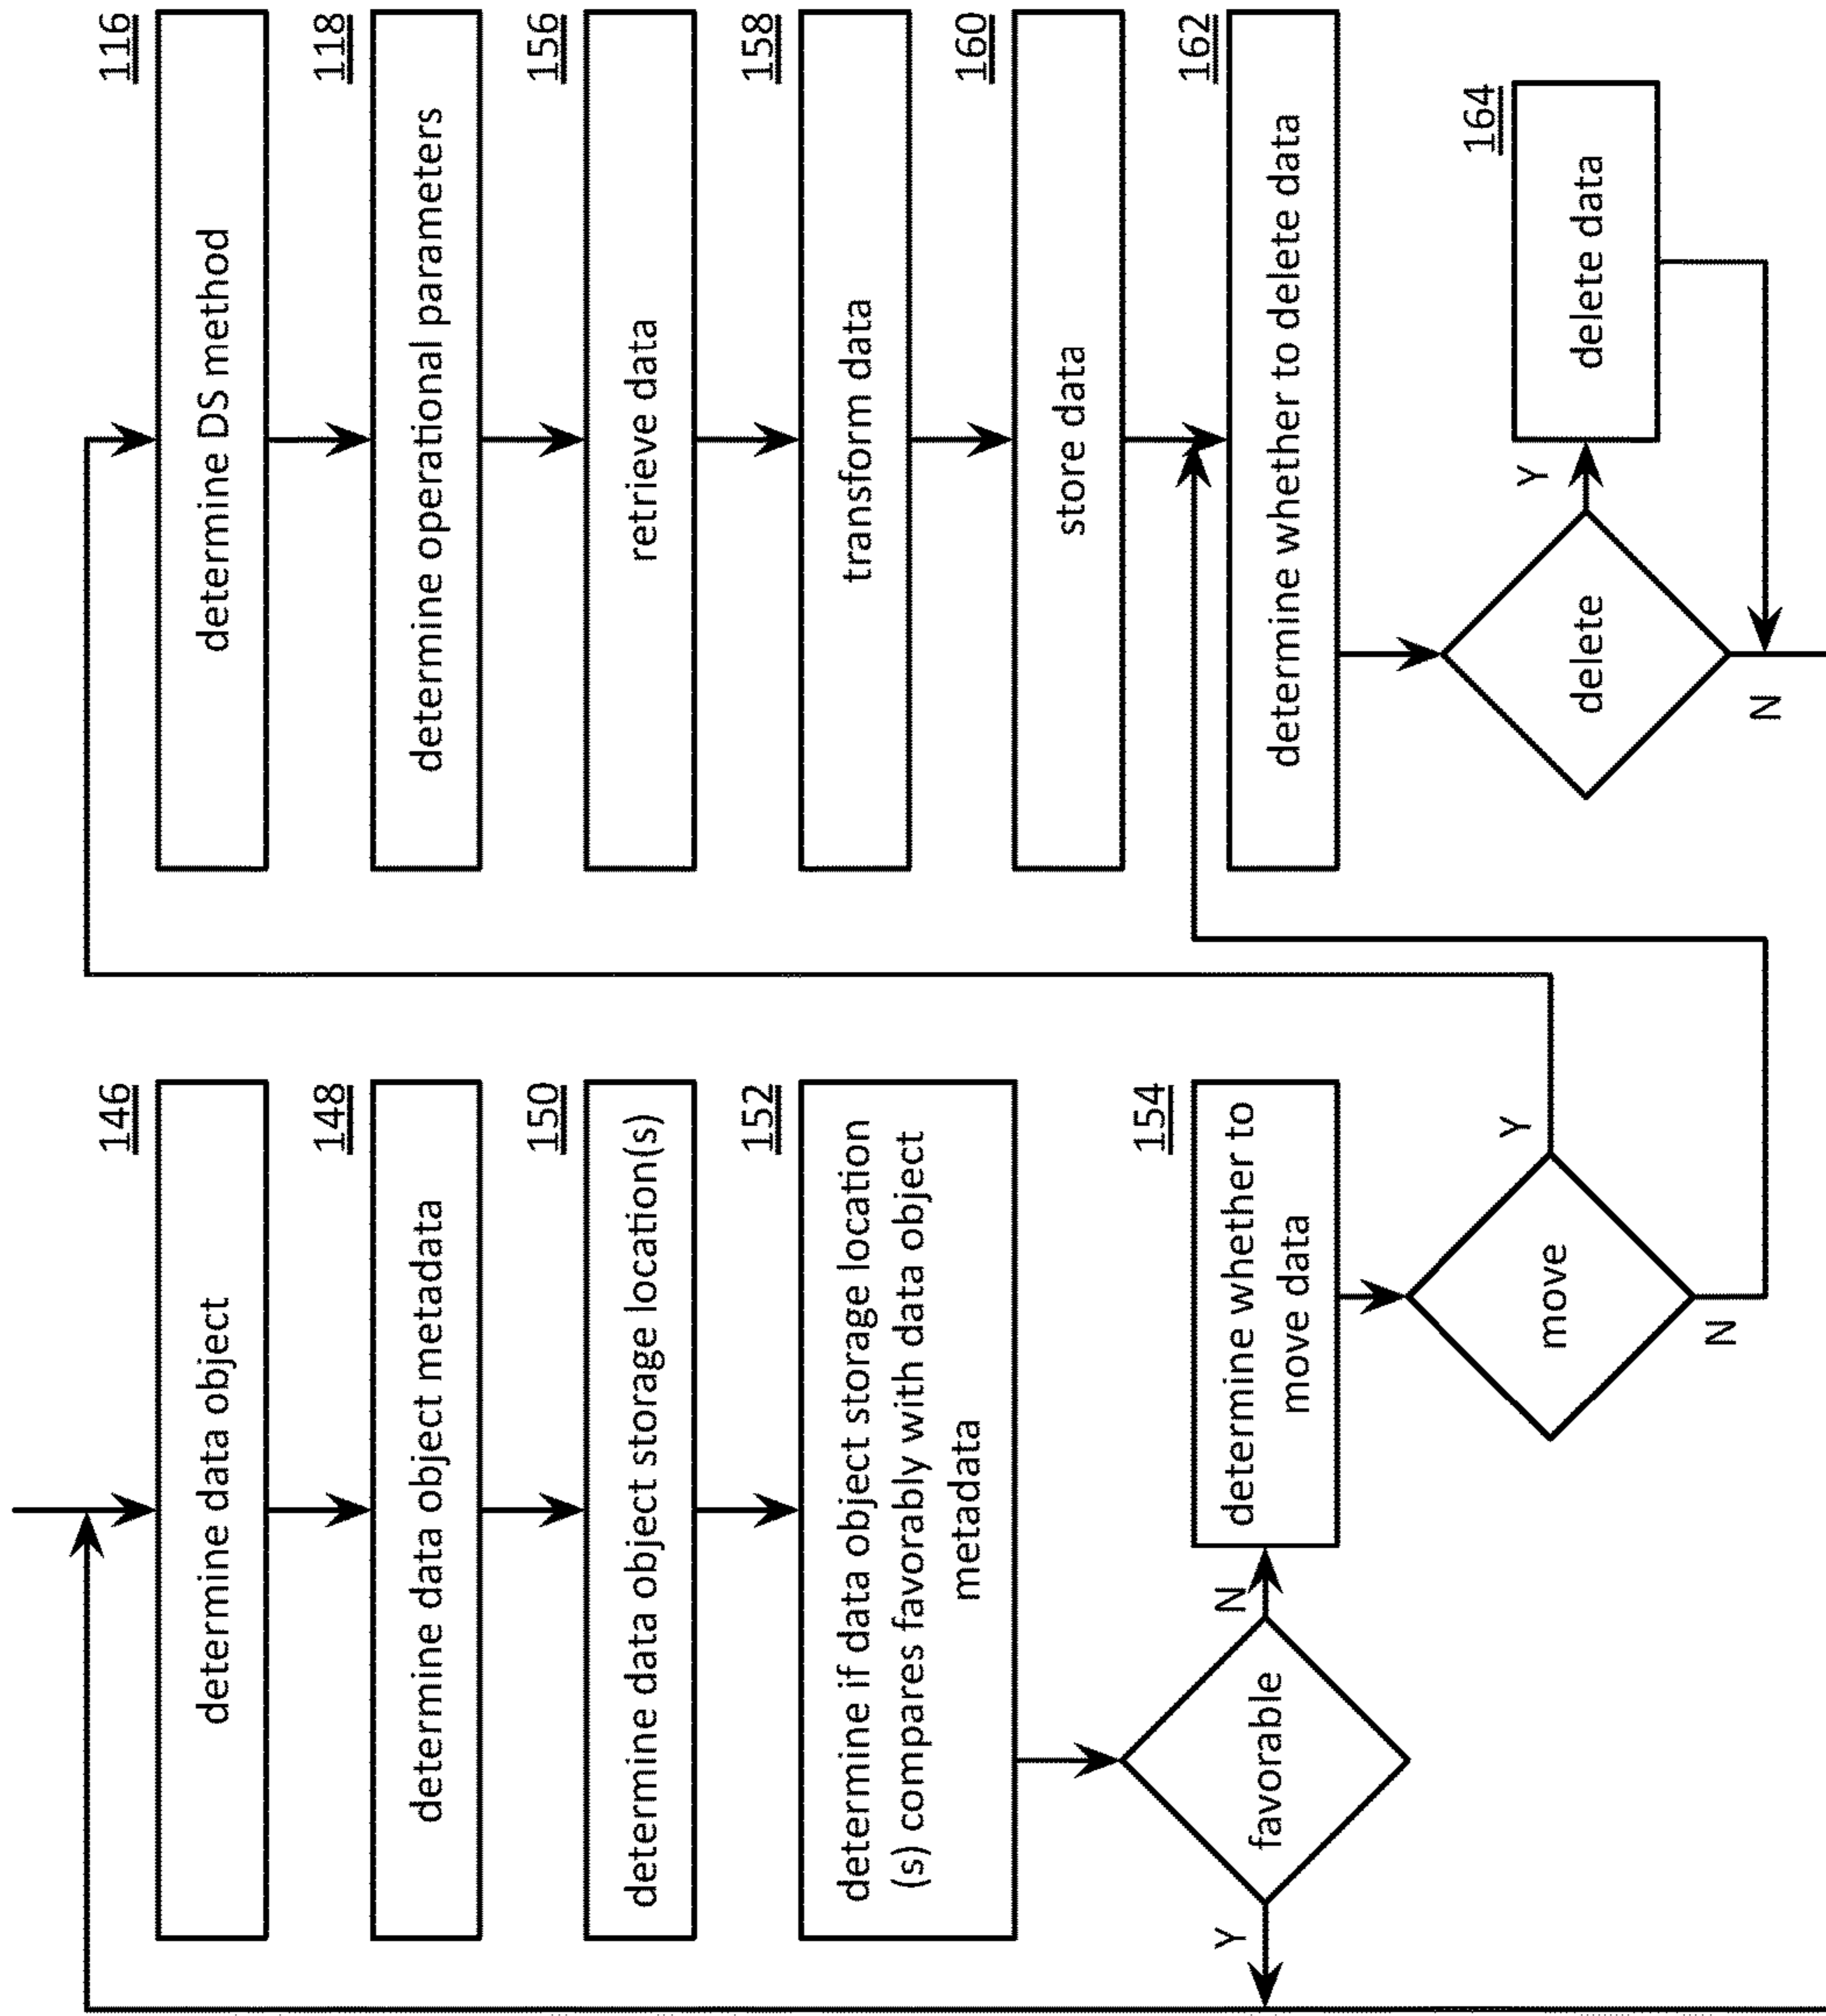 146
determine data object
148
determine data object metadata
150
determine data object storage location(s)
152
determine if data object storage location
(s) compares favorably with data object
metadata
favorable
Y
N
154
determine whether to
move data
move
Y
N
116
determine DS method
118
determine operational parameters
156
retrieve data
158
transform data
160
store data
162
determine whether to delete data
delete
Y
N
164
delete data